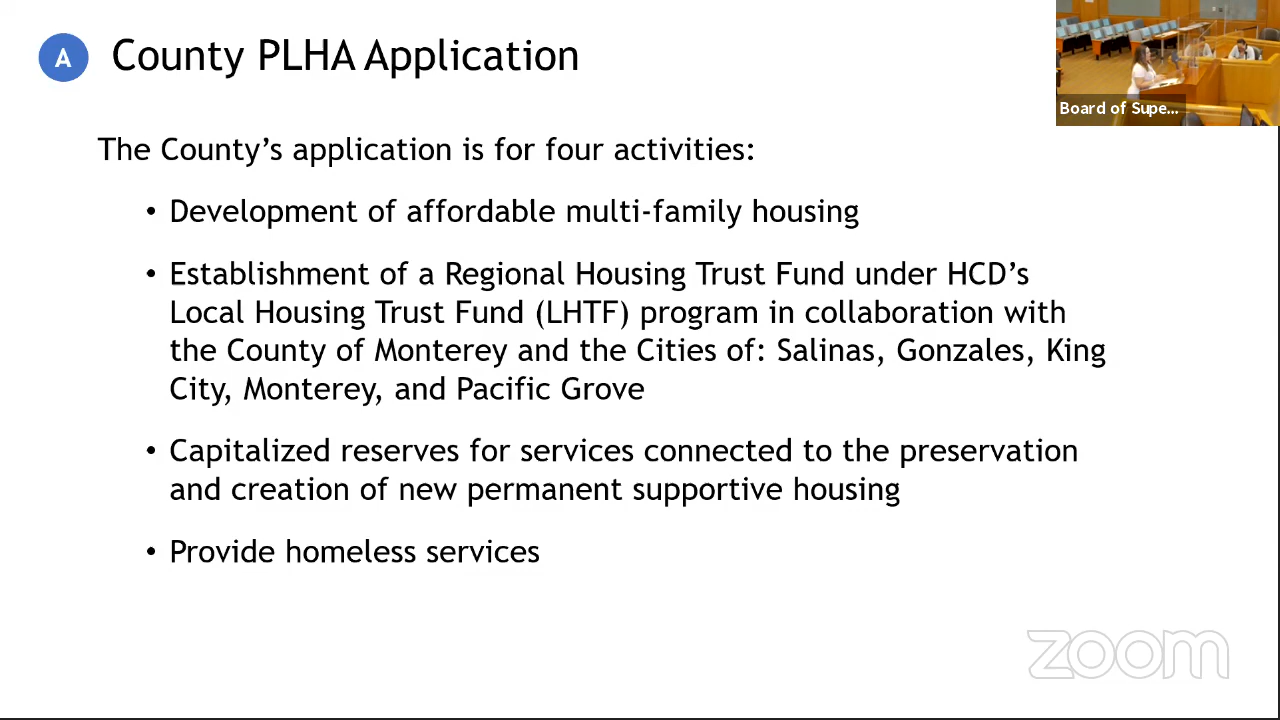 A
County PLHA Application
Board of Supe...
The County’s application is for four activities:
• Development of affordable multi-family housing
• Establishment of a Regional Housing Trust Fund under HCD’s
Local Housing Trust Fund (LHTF) program in collaboration with
the County of Monterey and the Cities of: Salinas, Gonzales, King
City, Monterey, and Pacific Grove
• Capitalized reserves for services connected to the preservation
and creation of new permanent supportive housing
• Provide homeless services
zoom